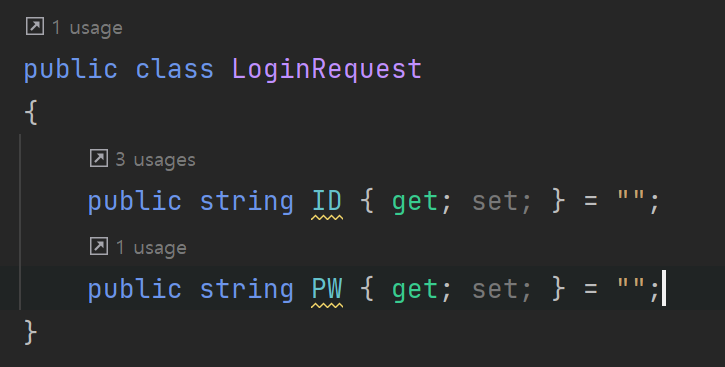 1 usage
public class LoginRequest
{
3 usages
public string ID { get; set; } = "";
1 usage
public string PW { get; set; } = "";
}